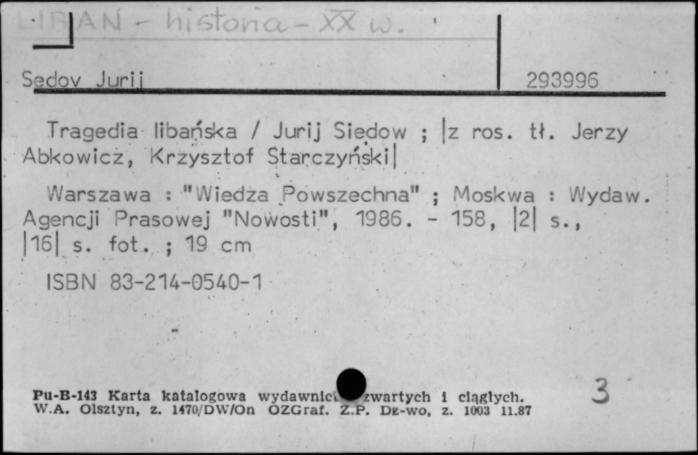 LIBAN - historia - XX w.
Sedov Jurij
293996
Tragedia libańska / Jurij Siedow ; |z ros. tł. Jerzy
Abkowicz, Krzysztof Starczyński|
Warszawa : "Wiedza Powszechna" ; Moskwa : Wydaw.
Agencji Prasowej "Nowosti", 1986. - 158, |2| s.,
|16| s. fot. ; 19 cm
ISBN 83-214-0540-1
3
Pu-B-143 Karta katalogowa zwartych i ciągłych.
W.A. Olsztyn, z. 1470/DW/On OZGraf. Z.P. Dz-wo, z. 1003 11.87